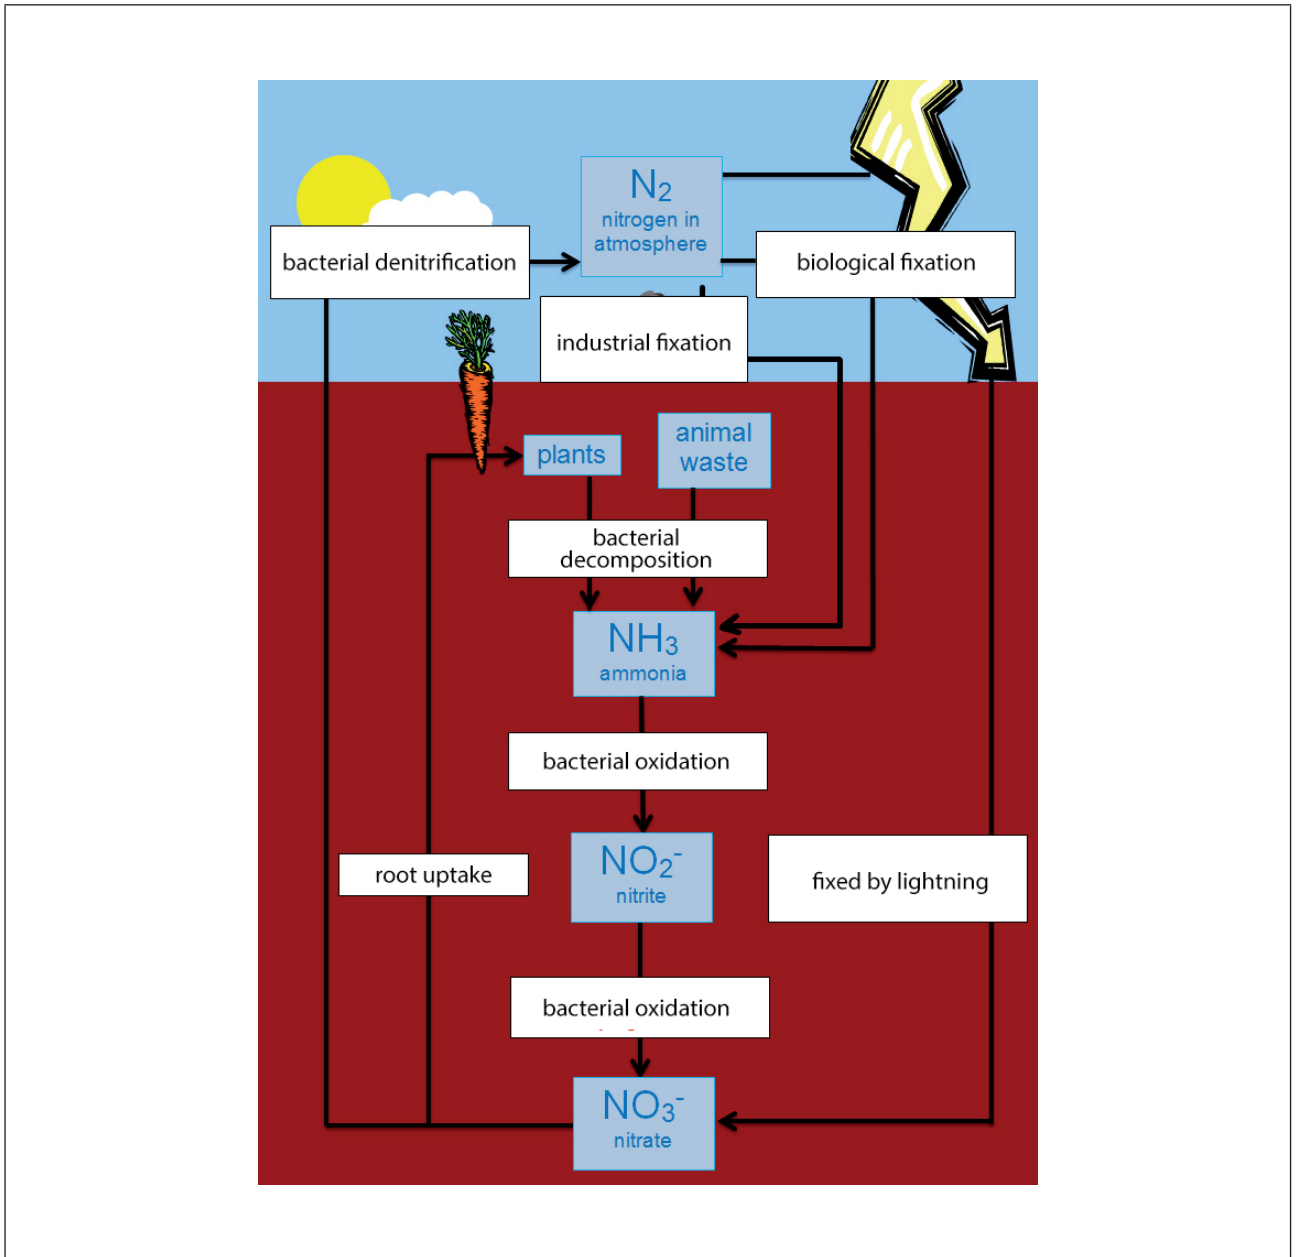 N₂
nitrogen in
atmosphere
bacterial denitrification
biological fixation
industrial fixation
plants
animal
waste
bacterial
decomposition
NH₃
ammonia
bacterial oxidation
NO₂⁻
nitrite
root uptake
fixed by lightning
bacterial oxidation
NO₃⁻
nitrate